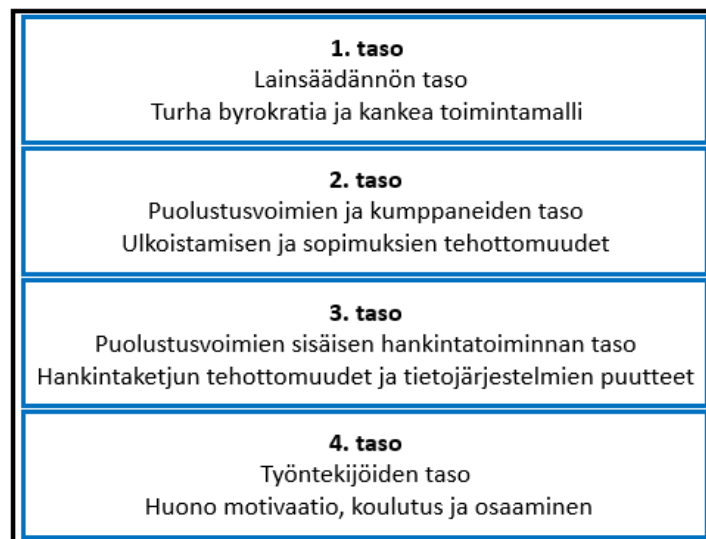 1. taso
Lainsäädännön taso
Turha byrokratia ja kankea toimintamalli
2. taso
Puolustusvoimien ja kumppaneiden taso
Ulkoistamisen ja sopimuksien tehottomuudet
3. taso
Puolustusvoimien sisäisen hankintatoiminnan taso
Hankintaketjun tehottomuudet ja tietojärjestelmien puutteet
4. taso
Työntekijöiden taso
Huono motivaatio, koulutus ja osaaminen